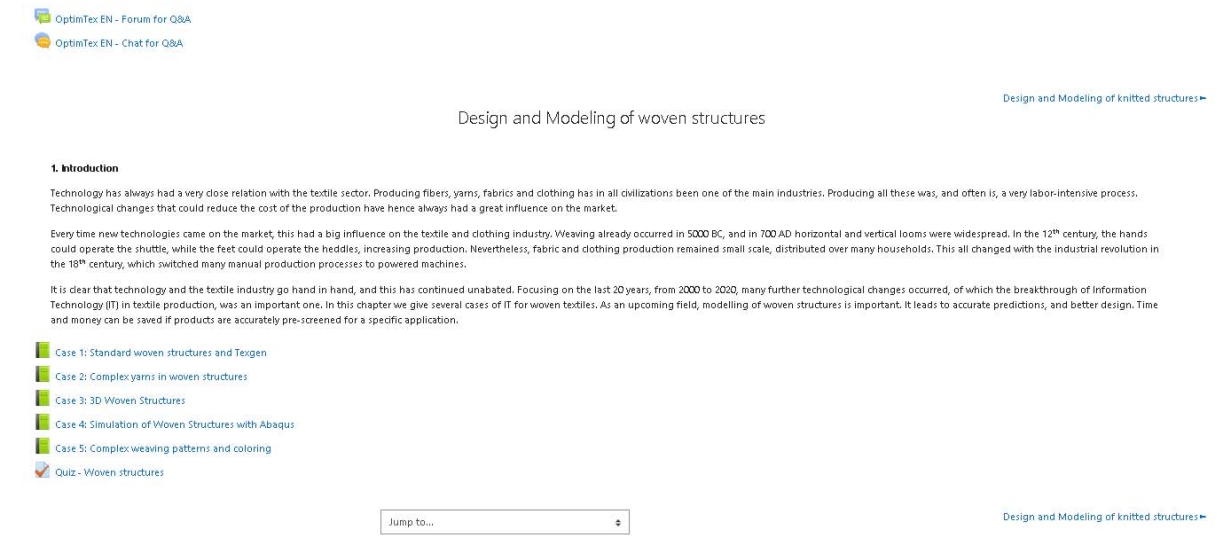 OptimTex EN - Forum for Q&A
OptimTex EN - Chat for Q&A
Design and Modeling of knitted structures►
Design and Modeling of woven structures
1. Introduction
Technology has always had a very close relation with the textile sector. Producing fibers, yarns, fabrics and clothing has in all civilizations been one of the main industries. Producing all these was, and often is, a very labor-intensive process.
Technological changes that could reduce the cost of the production have hence always had a great influence on the market.
Every time new technologies came on the market, this had a big influence on the textile and clothing industry. Weaving already occurred in 5000 BC, and in 700 AD horizontal and vertical looms were widespread. In the 12th century, the hands
could operate the shuttle, while the feet could operate the heddles, increasing production. Nevertheless, fabric and clothing production remained small scale, distributed over many households. This all changed with the industrial revolution in
the 18th century, which switched many manual production processes to powered machines.
It is clear that technology and the textile industry go hand in hand, and this has continued unabated. Focusing on the last 20 years, from 2000 to 2020, many further technological changes occurred, of which the breakthrough of Information
Technology (IT) in textile production, was an important one. In this chapter we give several cases of IT for woven textiles. As an upcoming field, modelling of woven structures is important. It leads to accurate predictions, and better design. Time
and money can be saved if products are accurately pre-screened for a specific application.
Case 1: Standard woven structures and Texgen
Case 2: Complex yarns in woven structures
Case 3: 3D Woven Structures
Case 4: Simulation of Woven Structures with Abaqus
Case 5: Complex weaving patterns and coloring
Quiz - Woven structures
Jump to...
Design and Modeling of knitted structures►